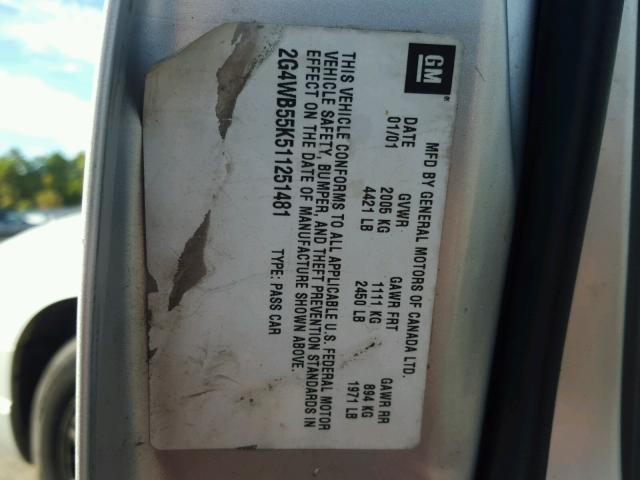 GM
MFD BY GENERAL MOTORS OF CANADA LTD.
DATE GVWR GAWR FRT GAWR RR
01/01 2005 KG 1111 KG 894 KG
4421 LB 2450 LB 1971 LB
THIS VEHICLE CONFORMS TO ALL APPLICABLE U.S. FEDERAL MOTOR
VEHICLE SAFETY, BUMPER, AND THEFT PREVENTION STANDARDS IN
EFFECT ON THE DATE OF MANUFACTURE SHOWN ABOVE.
2G4WB55K511251481 TYPE: PASS CAR